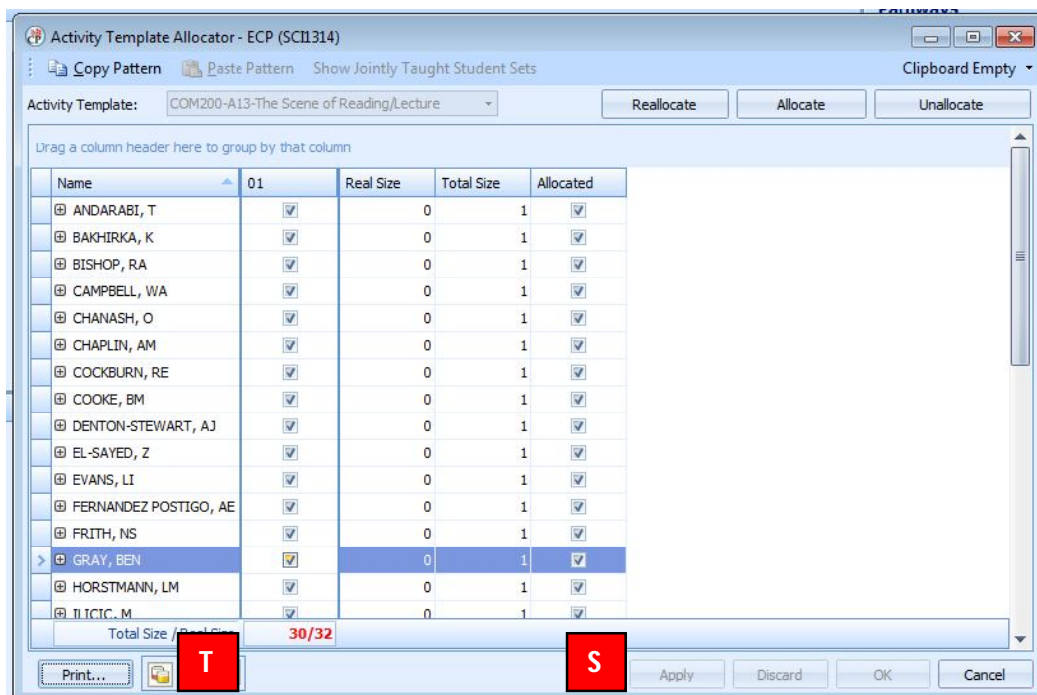 Pathways
Activity Template Allocator - ECP (SCI1314)
Copy Pattern Paste Pattern Show Jointly Taught Student Sets Clipboard Empty
Activity Template: COM200-A13-The Scene of Reading/Lecture Reallocate Allocate Unallocate
Drag a column header here to group by that column
Name 01 Real Size Total Size Allocated
ANDARABI, T 0 1
BAKHIRKA, K 0 1
BISHOP, RA 0 1
CAMPBELL, WA 0 1
CHANASH, O 0 1
CHAPLIN, AM 0 1
COCKBURN, RE 0 1
COOKE, BM 0 1
DENTON-STEWART, AJ 0 1
EL-SAYED, Z 0 1
EVANS, LI 0 1
FERNANDEZ POSTIGO, AE 0 1
FRITH, NS 0 1
GRAY, BEN 0 1
HORSTMANN, LM 0 1
ILICIC, M 0 1
Total Size / Real Size 30/32
T S
Print... Apply Discard OK Cancel